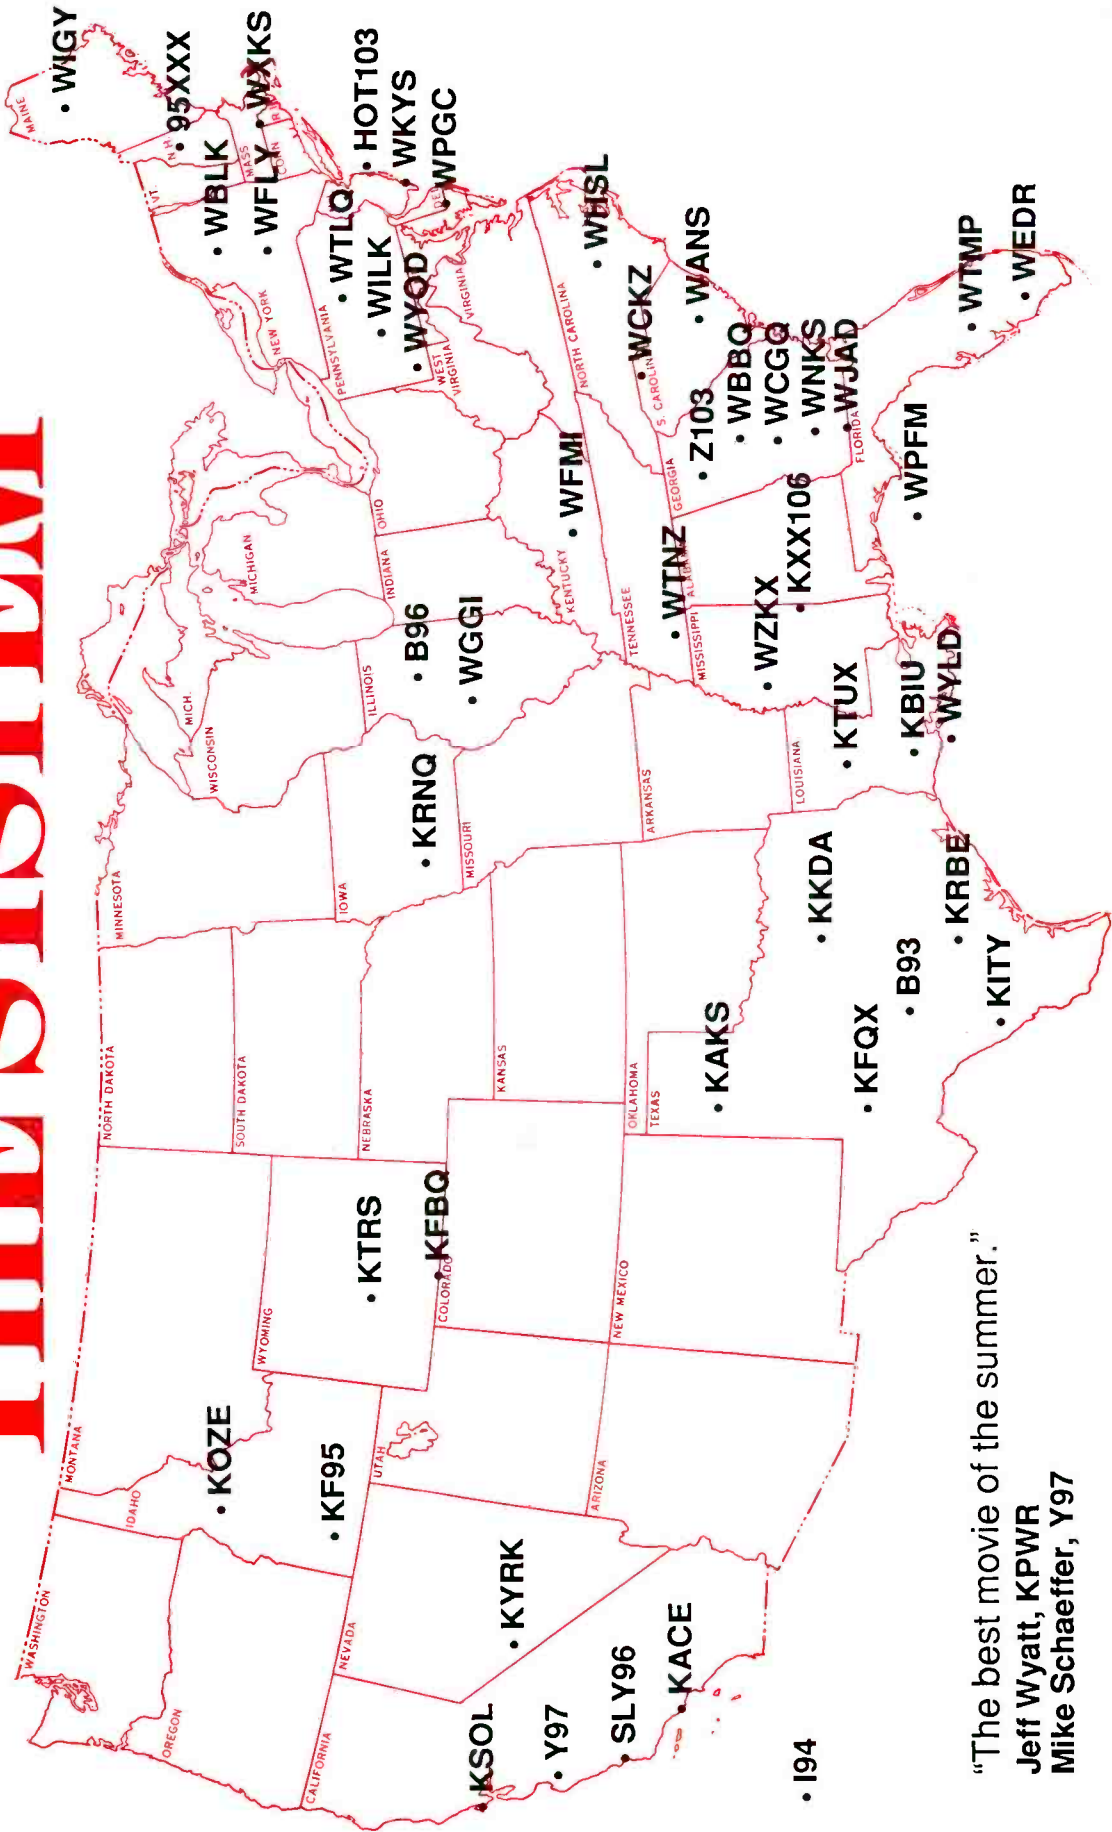 THE SYSTEM
WASHINGTON
MONTANA
NORTH DAKOTA
MINNESOTA
MAINE
• WIGY
OREGON
IDAHO
• KOZE
SOUTH DAKOTA
WISCONSIN
MICH.
MICHIGAN
VT.
N H
• 95XXX
• WBLK
MASS
CONN
R I
• WFLY
• WXKS
NEW YORK
CALIFORNIA
NEVADA
• KF95
UTAH
WYOMING
• KTRS
NEBRASKA
IOWA
ILLINOIS
INDIANA
OHIO
PENNSYLVANIA
• WTLQ
• HOT103
• WILK
• WKYS
• WYOD
• WPGC
DEL
• KFBQ
COLORADO
• KRNQ
• B96
• WGGI
WEST VIRGINIA
VIRGINIA
• KSOL
• KYRK
KANSAS
MISSOURI
KENTUCKY
• WFMI
NORTH CAROLINA
• WHSL
• Y97
ARIZONA
NEW MEXICO
OKLAHOMA
TEXAS
ARKANSAS
TENNESSEE
• SLY96
• KACE
• KAKS
• WTNZ
MISSISSIPPI
ALABAMA
GEORGIA
S. CAROLINA
• WCKZ
• WANS
• Z103
• WBBQ
• WCGQ
• WNKS
• WJAD
• WZKX
• KXX106
LOUISIANA
• KKDA
• KTUX
FLORIDA
• I94
• KFQX
• B93
• KBIU
• WYLD
• WPFM
• WTMP
• WEDR
• KRBE
• KITY
“The best movie of the summer.”
Jeff Wyatt, KPWR
Mike Schaeffer, Y97